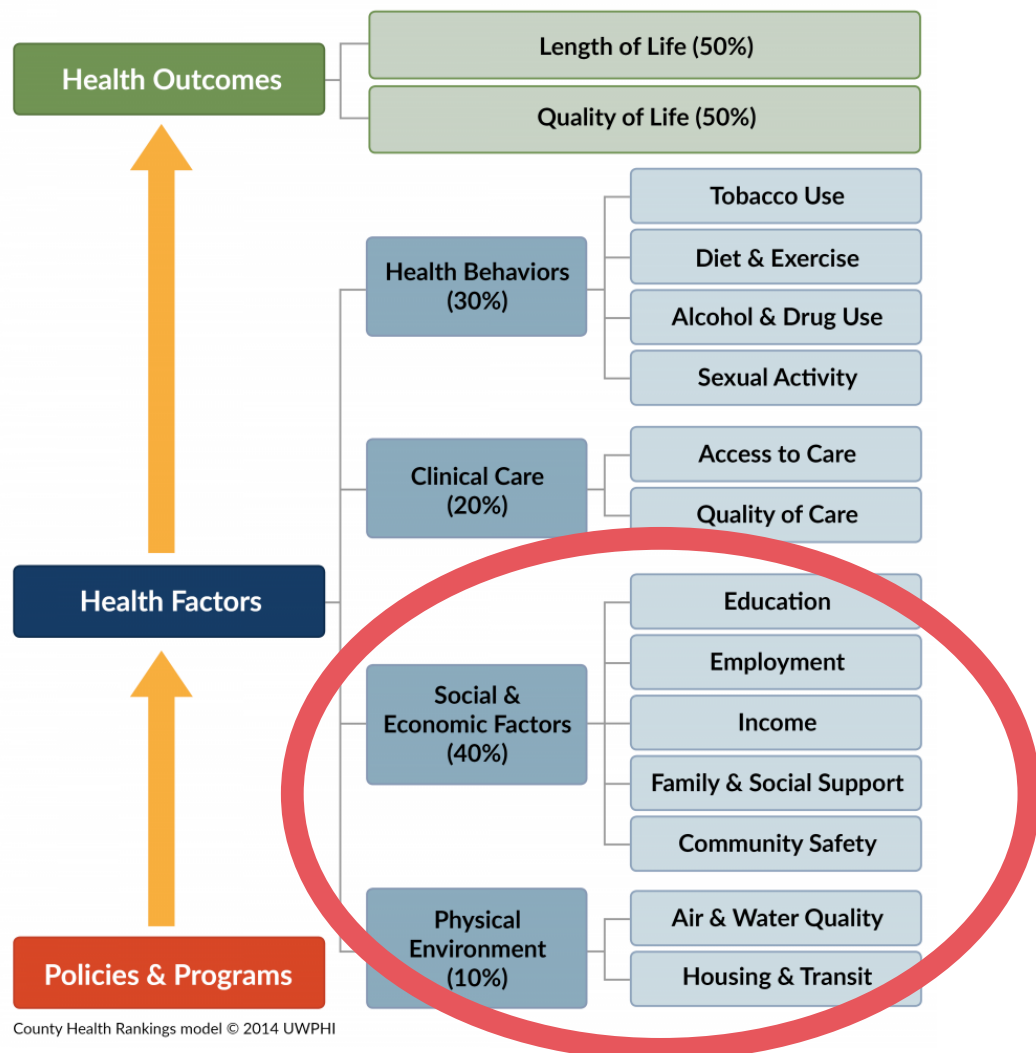 Health Outcomes
Length of Life (50%)
Quality of Life (50%)
Health Behaviors
(30%)
Tobacco Use
Diet & Exercise
Alcohol & Drug Use
Sexual Activity
Clinical Care
(20%)
Access to Care
Quality of Care
Health Factors
Social &
Economic Factors
(40%)
Education
Employment
Income
Family & Social Support
Community Safety
Physical
Environment
(10%)
Air & Water Quality
Housing & Transit
Policies & Programs
County Health Rankings model © 2014 UWPHI